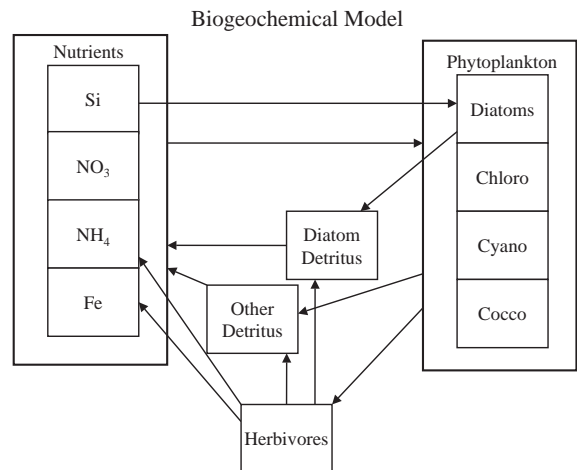 Biogeochemical Model
Nutrients
Si
NO₃
NH₄
Fe
Phytoplankton
Diatoms
Chloro
Cyano
Cocco
Diatom
Detritus
Other
Detritus
Herbivores